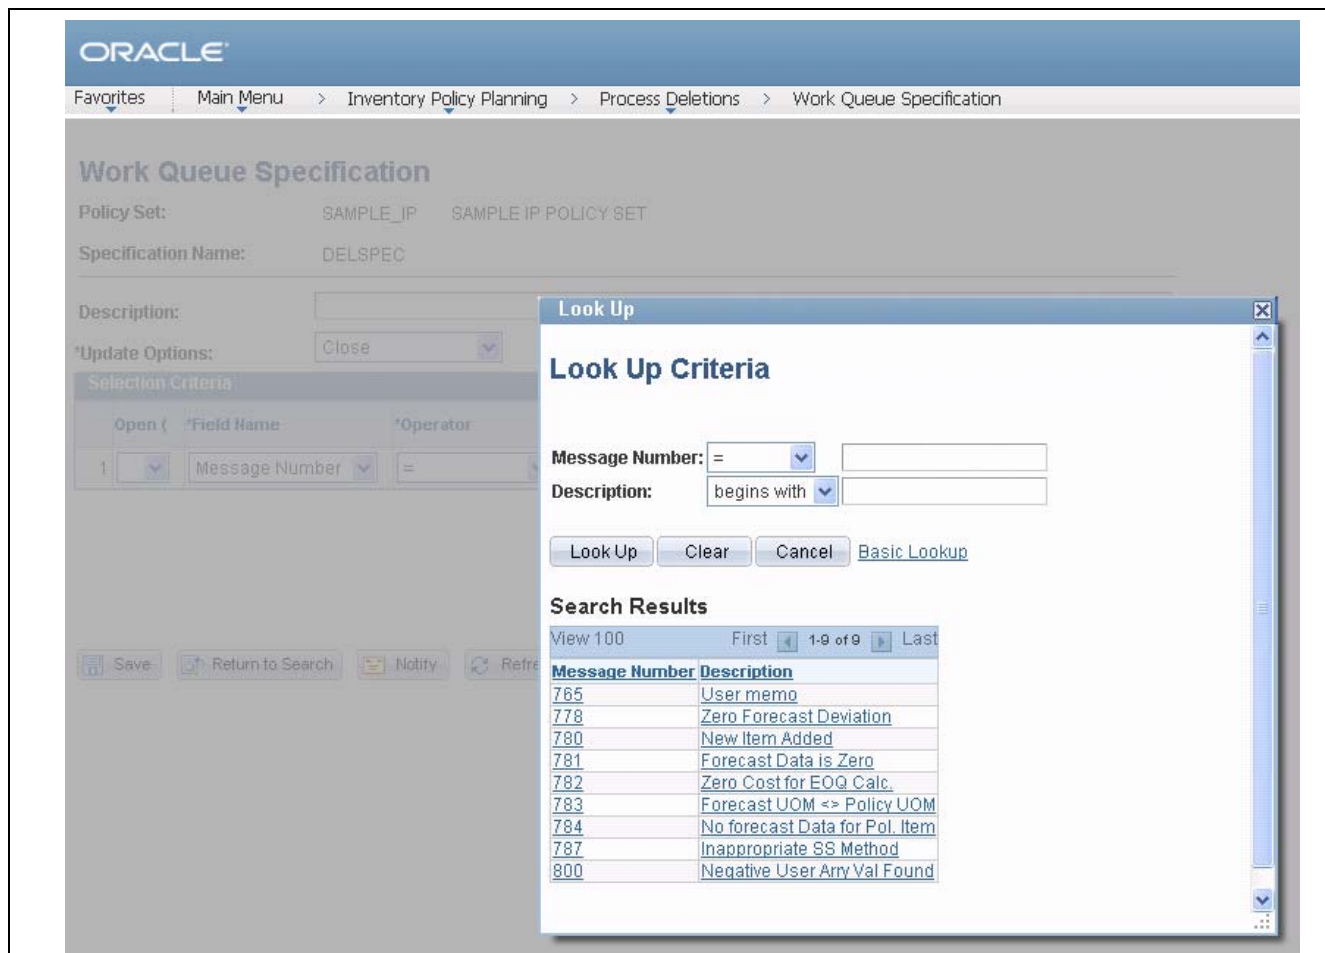 ORACLE
Favorites Main Menu > Inventory Policy Planning > Process Deletions > Work Queue Specification
Work Queue Specification
Policy Set: SAMPLE_IP SAMPLE IP POLICY SET
Specification Name: DELSPEC
Description:
*Update Options: Close
Selection Criteria
Open ( *Field Name *Operator
1 Message Number =
Save Return to Search Notify Refre
Look Up
Look Up Criteria
Message Number: =
Description: begins with
Look Up Clear Cancel Basic Lookup
Search Results
View 100 First 1-9 of 9 Last
Message Number Description
765 User memo
778 Zero Forecast Deviation
780 New Item Added
781 Forecast Data is Zero
782 Zero Cost for EOQ Calc.
783 Forecast UOM <> Policy UOM
784 No forecast Data for Pol. Item
787 Inappropriate SS Method
800 Negative User Arry Val Found